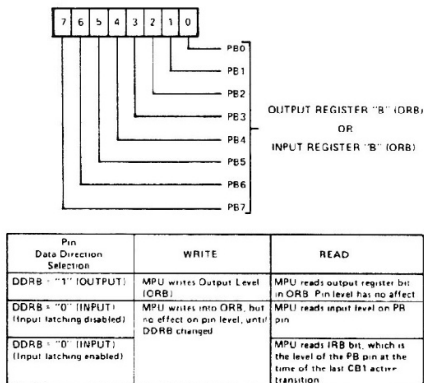 7 6 5 4 3 2 1 0
PB0
PB1
PB2
PB3
PB4
PB5
PB6
PB7
OUTPUT REGISTER "B" (ORB)
OR
INPUT REGISTER "B" (ORB)
Pin
Data Direction
Selection
WRITE
READ
DDRB = "1" (OUTPUT)
MPU writes Output Level
(ORB)
MPU reads output register bit
in ORB Pin level has no affect
DDRB = "0" (INPUT)
(Input latching disabled)
MPU writes into ORB, but
no effect on pin level, until
DDRB changed
MPU reads input level on PB
pin
DDRB = "0" (INPUT)
(Input latching enabled)
MPU reads IRB bit, which is
the level of the PB pin at the
time of the last CB1 active
transition